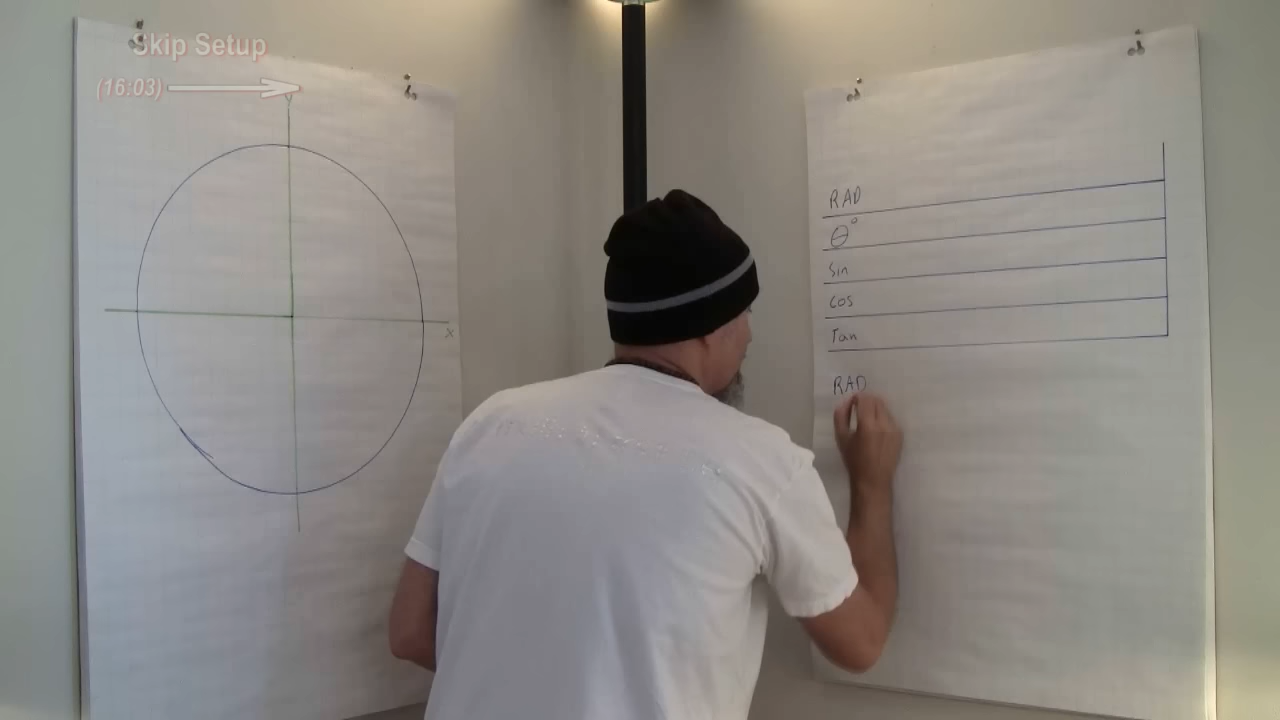 Skip Setup
(16:03)
Y
X
RAD
θ°
Sin
Cos
Tan
RAD